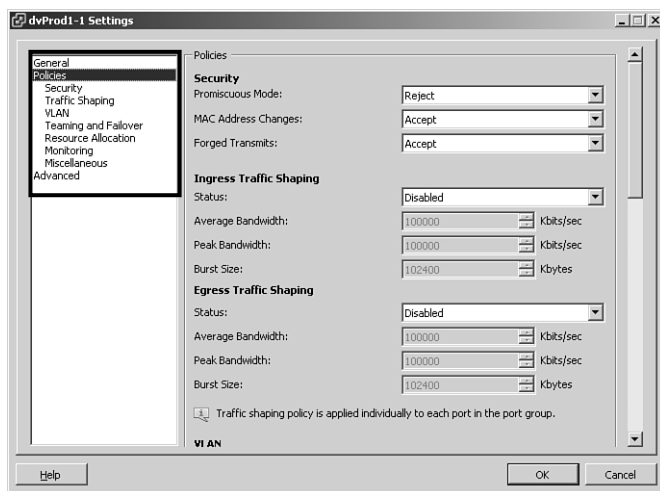 dvProd1-1 Settings
General
Policies
Security
Traffic Shaping
VLAN
Teaming and Failover
Resource Allocation
Monitoring
Miscellaneous
Advanced
Policies
Security
Promiscuous Mode: Reject
MAC Address Changes: Accept
Forged Transmits: Accept
Ingress Traffic Shaping
Status: Disabled
Average Bandwidth: 100000 Kbits/sec
Peak Bandwidth: 100000 Kbits/sec
Burst Size: 102400 Kbytes
Egress Traffic Shaping
Status: Disabled
Average Bandwidth: 100000 Kbits/sec
Peak Bandwidth: 100000 Kbits/sec
Burst Size: 102400 Kbytes
Traffic shaping policy is applied individually to each port in the port group.
VLAN
Help OK Cancel